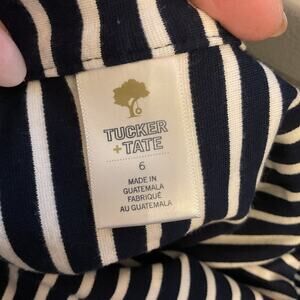 TUCKER
+ TATE
6
MADE IN
GUATEMALA
FABRIQUÉ
AU GUATEMALA